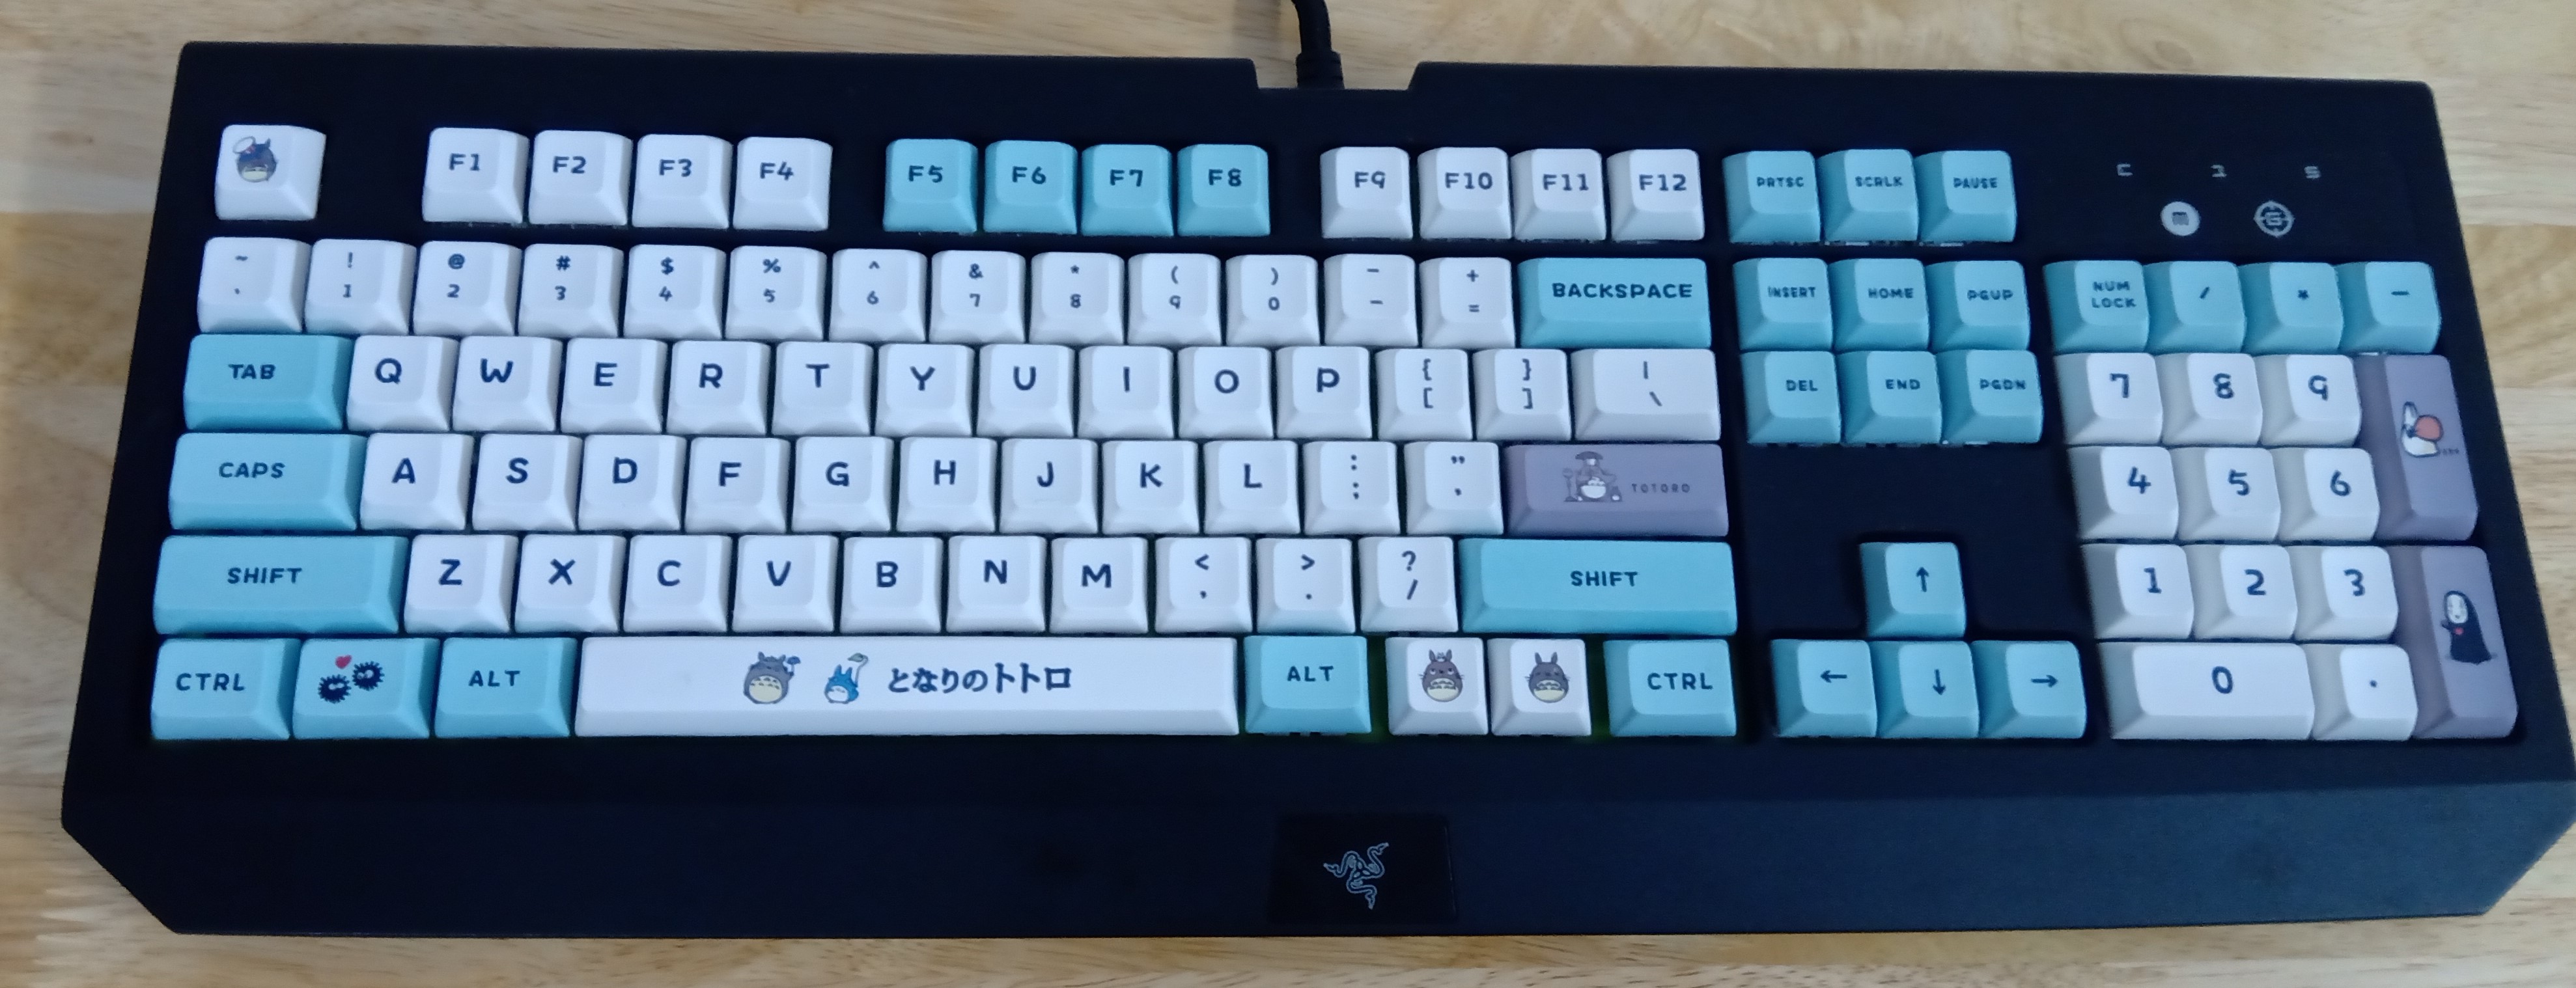 F1 F2 F3 F4 F5 F6 F7 F8 F9 F10 F11 F12 PRTSC SCRLK PAUSE
~ ! @ # $ % ^ & * ( ) - +
` 1 2 3 4 5 6 7 8 9 0 – = BACKSPACE INSERT HOME PGUP NUM LOCK / * -
TAB Q W E R T Y U I O P { [ } ] | \ DEL END PGDN 7 8 9
CAPS A S D F G H J K L : ; " ' TOTORO 4 5 6
SHIFT Z X C V B N M < , > . ? / SHIFT ↑ 1 2 3
CTRL ALT となりのトトロ ALT CTRL ← ↓ → 0 .